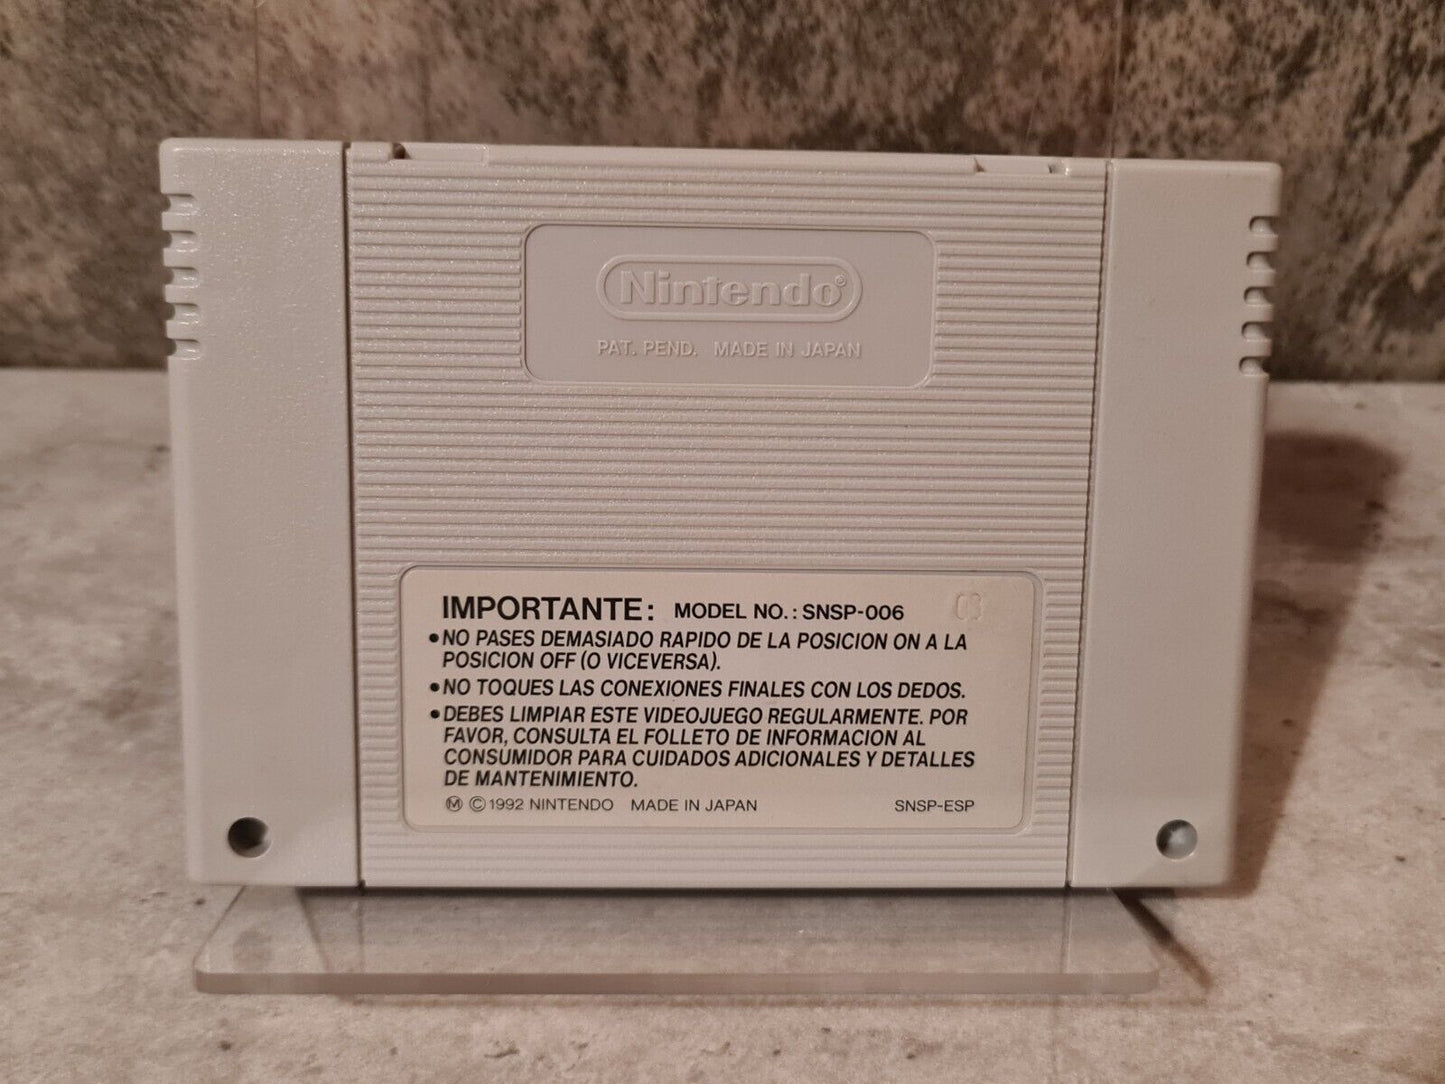 Nintendo®
PAT. PEND. MADE IN JAPAN
IMPORTANTE: MODEL NO.: SNSP-006 03
●NO PASES DEMASIADO RAPIDO DE LA POSICION ON A LA
POSICION OFF (O VICEVERSA).
●NO TOQUES LAS CONEXIONES FINALES CON LOS DEDOS.
●DEBES LIMPIAR ESTE VIDEOJUEGO REGULARMENTE. POR
FAVOR, CONSULTA EL FOLLETO DE INFORMACION AL
CONSUMIDOR PARA CUIDADOS ADICIONALES Y DETALLES
DE MANTENIMIENTO.
Ⓜ ©1992 NINTENDO MADE IN JAPAN SNSP-ESP